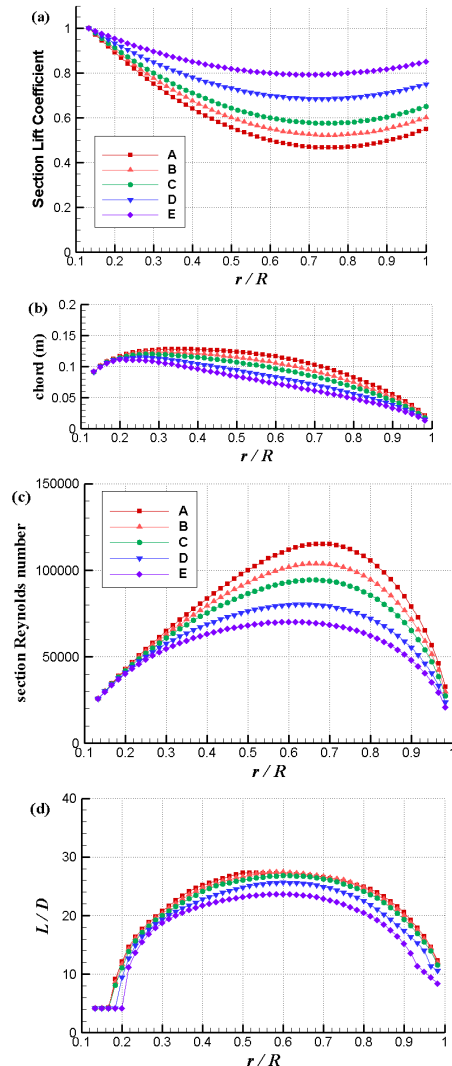 (a)
Section Lift Coefficient
1
0.8
0.6
0.4
0.2
0
A
B
C
D
E
0.2 0.3 0.4 0.5 0.6 0.7 0.8 0.9 1
r / R
(b)
chord (m)
0.2
0.15
0.1
0.05
0
0.1 0.2 0.3 0.4 0.5 0.6 0.7 0.8 0.9 1
r / R
(c)
section Reynolds number
150000
100000
50000
0
A
B
C
D
E
0.1 0.2 0.3 0.4 0.5 0.6 0.7 0.8 0.9 1
r / R
(d)
L / D
40
30
20
10
0
0.1 0.2 0.3 0.4 0.5 0.6 0.7 0.8 0.9 1
r / R